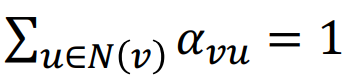 ∑_{u∈N(v)} α_{vu} = 1